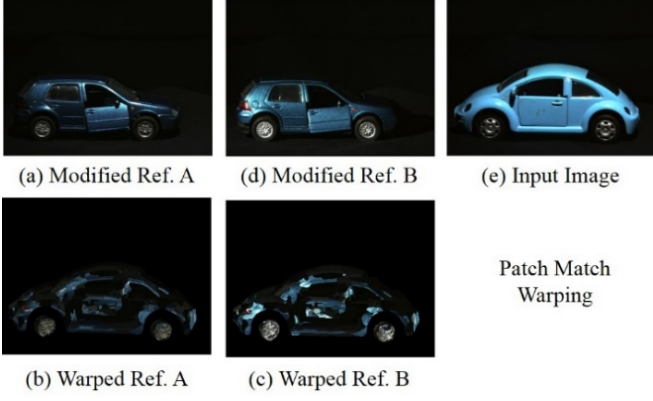 (a) Modified Ref. A
(d) Modified Ref. B
(e) Input Image
Patch Match
Warping
(b) Warped Ref. A
(c) Warped Ref. B